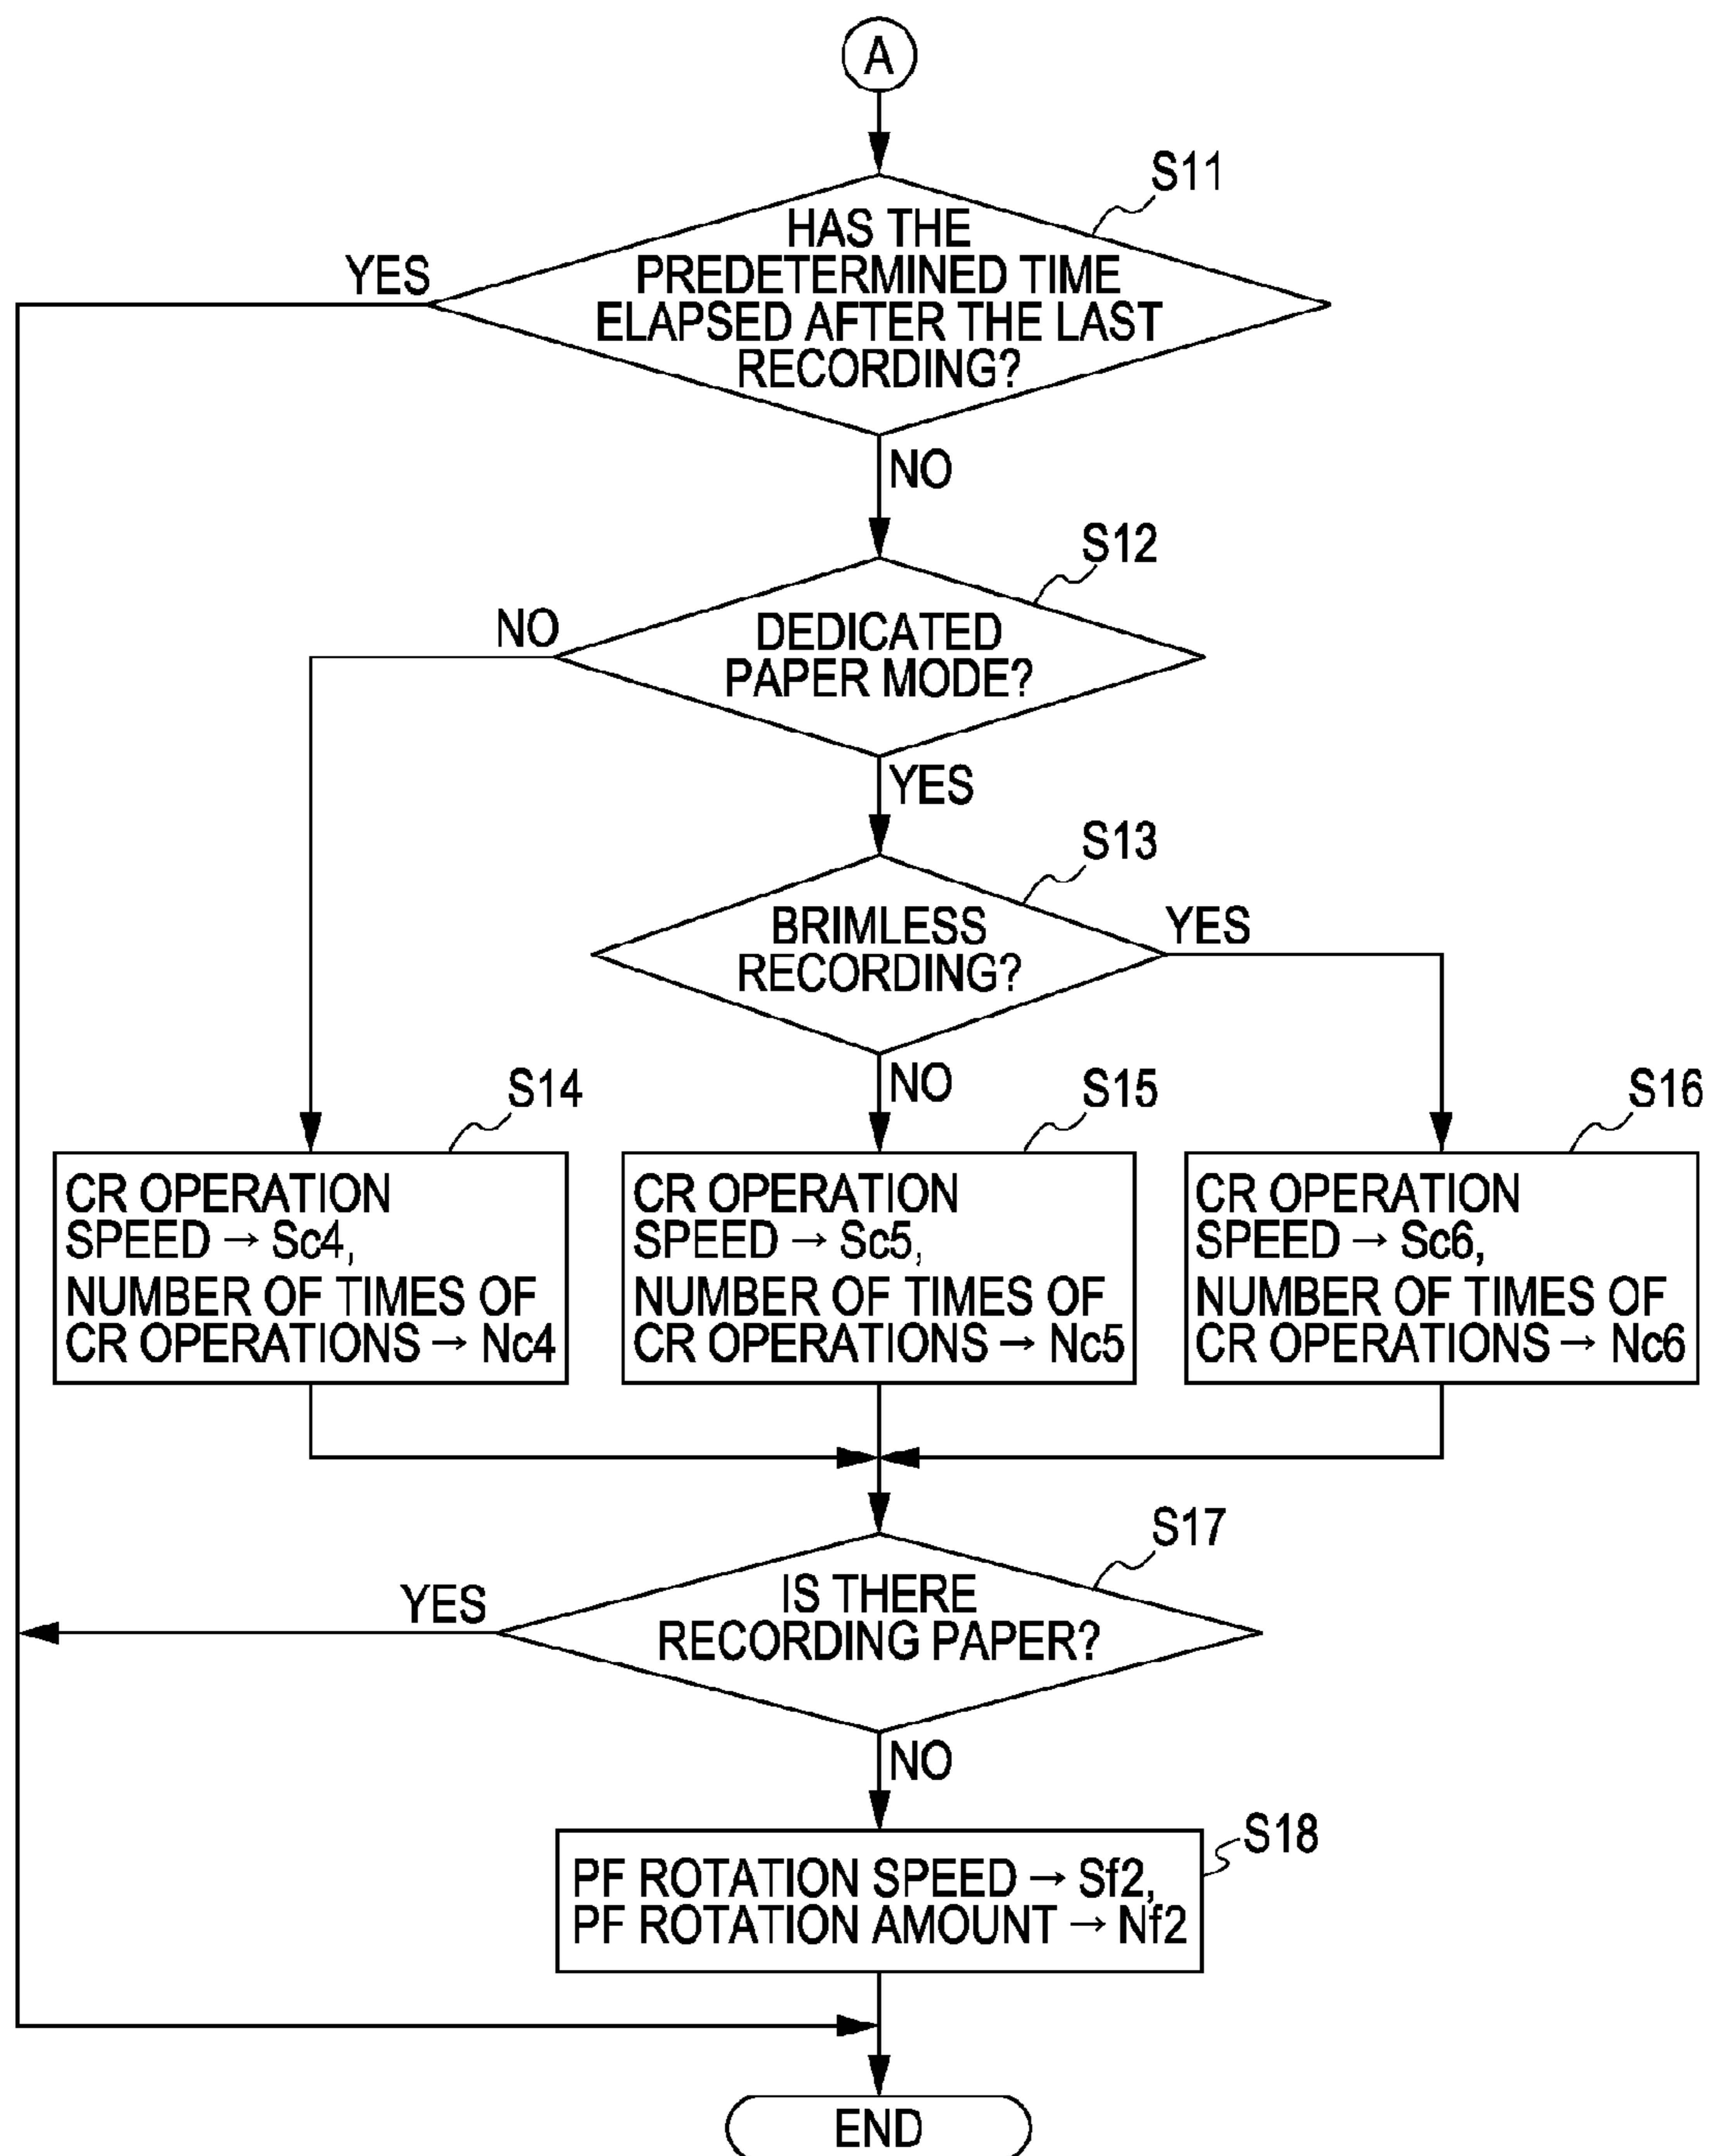 A
S11
HAS THE
PREDETERMINED TIME
ELAPSED AFTER THE LAST
RECORDING?
YES
NO
S12
DEDICATED
PAPER MODE?
NO
YES
S13
BRIMLESS
RECORDING?
YES
NO
S14
CR OPERATION
SPEED → Sc4,
NUMBER OF TIMES OF
CR OPERATIONS → Nc4
S15
CR OPERATION
SPEED → Sc5,
NUMBER OF TIMES OF
CR OPERATIONS → Nc5
S16
CR OPERATION
SPEED → Sc6,
NUMBER OF TIMES OF
CR OPERATIONS → Nc6
S17
IS THERE
RECORDING PAPER?
YES
NO
S18
PF ROTATION SPEED → Sf2,
PF ROTATION AMOUNT → Nf2
END